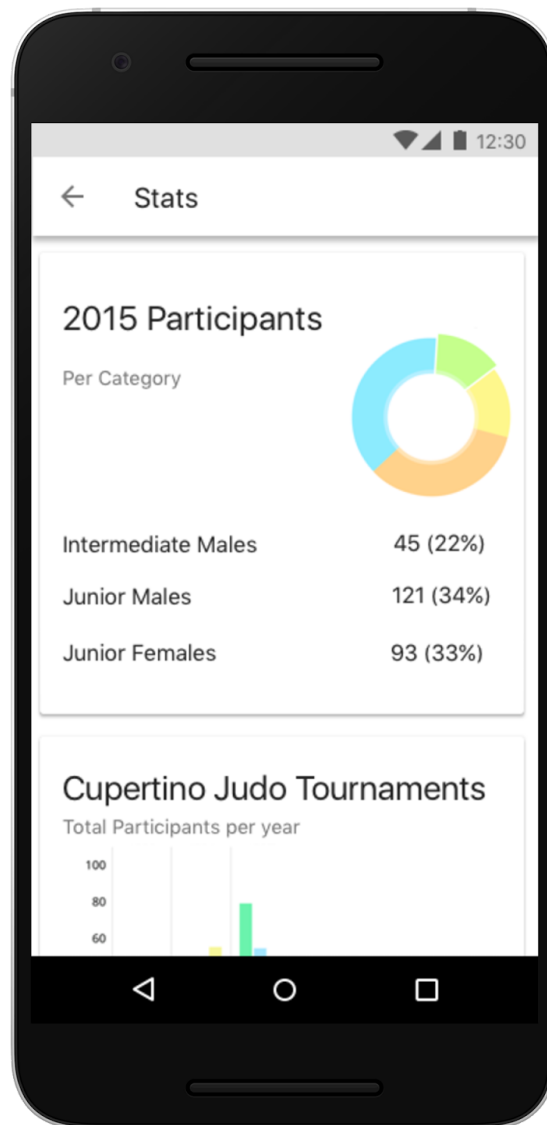 12:30
Stats
2015 Participants
Per Category
Intermediate Males 45 (22%)
Junior Males 121 (34%)
Junior Females 93 (33%)
Cupertino Judo Tournaments
Total Participants per year
100
80
60